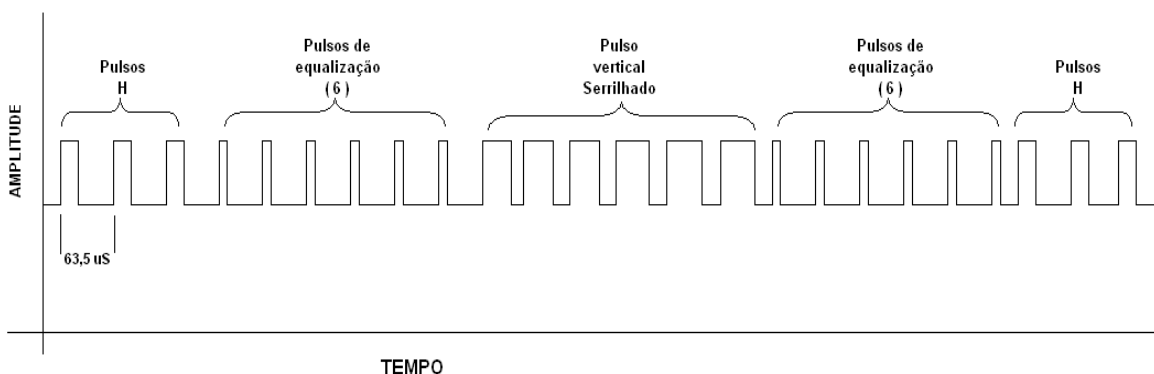 Pulsos
H
Pulsos de
equalização
( 6 )
Pulso
vertical
Serrilhado
Pulsos de
equalização
(6)
Pulsos
H
AMPLITUDE
63,5 uS
TEMPO